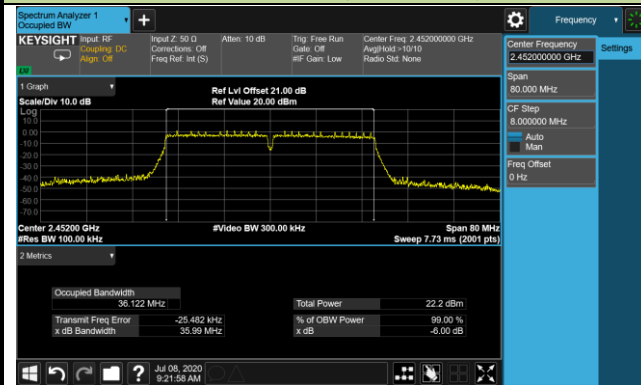 Spectrum Analyzer 1
Occupied BW
Frequency
KEYSIGHT
Input: RF
Coupling: DC
Align: Off
Input Z: 50 Ω
Corrections: Off
Freq Ref: Int (S)
Atten: 10 dB
Trig: Free Run
Gate: Off
#IF Gain: Low
Center Freq: 2.452000000 GHz
Avg|Hold:>10/10
Radio Std: None
Center Frequency
2.452000000 GHz
Settings
Span
80.000 MHz
CF Step
8.000000 MHz
Auto
Man
Freq Offset
0 Hz
1 Graph
Scale/Div 10.0 dB
Ref Lvl Offset 21.00 dB
Ref Value 20.00 dBm
Log
10.0
0.00
-10.0
-20.0
-30.0
-40.0
-50.0
-60.0
-70.0
Center 2.45200 GHz
#Res BW 100.00 kHz
#Video BW 300.00 kHz
Span 80 MHz
Sweep 7.73 ms (2001 pts)
2 Metrics
Occupied Bandwidth
36.122 MHz
Total Power 22.2 dBm
Transmit Freq Error -25.482 kHz
% of OBW Power 99.00 %
x dB Bandwidth 35.99 MHz
x dB -6.00 dB
?
Jul 08, 2020
9:21:58 AM